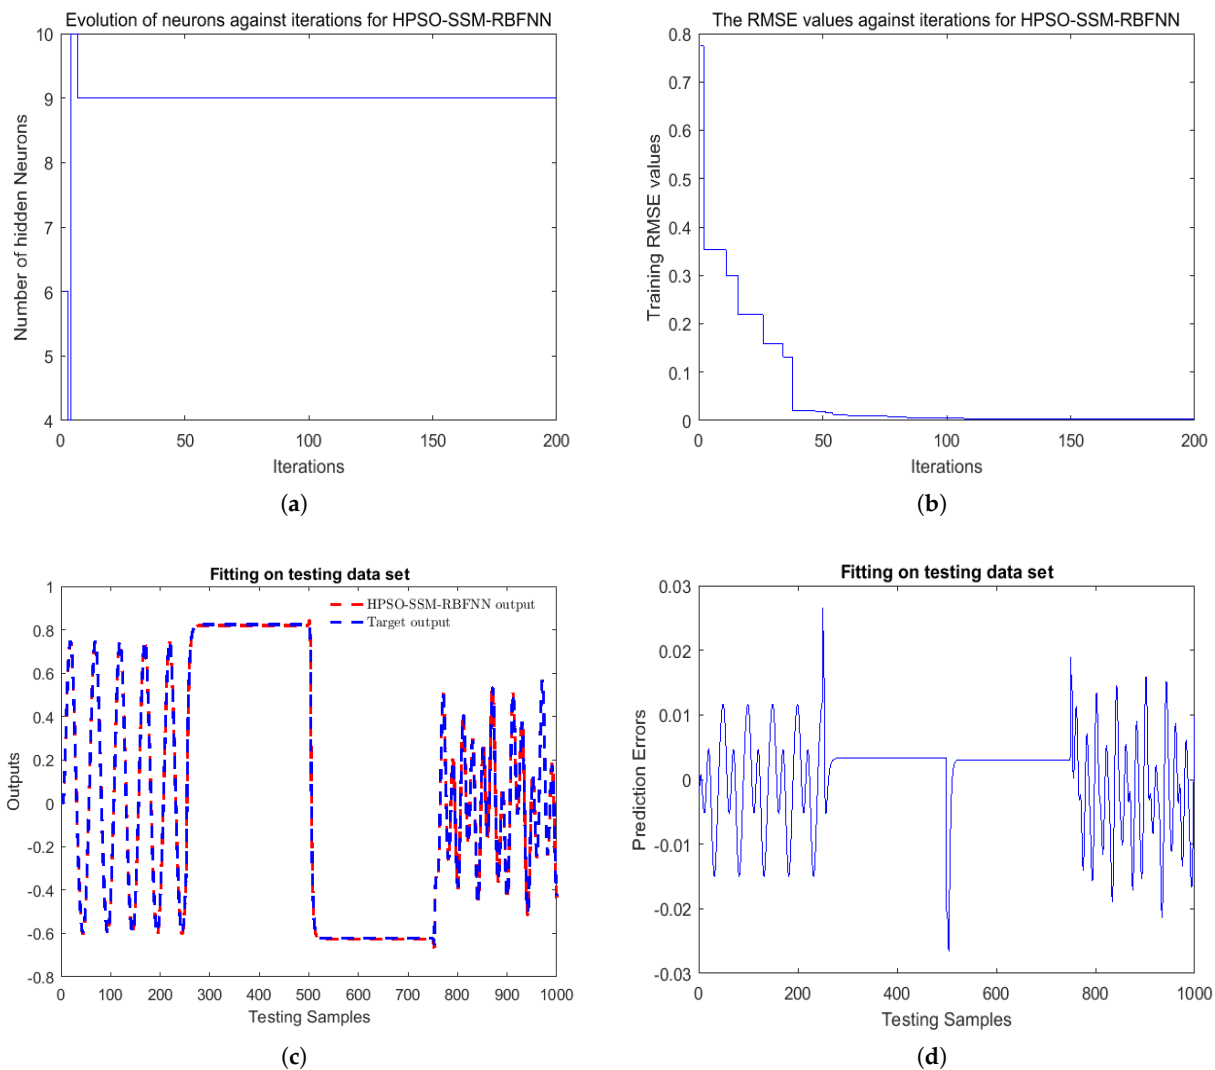 Evolution of neurons against iterations for HPSO-SSM-RBFNN
10
9
8
7
6
5
4
0 50 100 150 200
Number of hidden Neurons
Iterations
(a)
The RMSE values against iterations for HPSO-SSM-RBFNN
0.8
0.7
0.6
0.5
0.4
0.3
0.2
0.1
0
0 50 100 150 200
Training RMSE values
Iterations
(b)
Fitting on testing data set
1
0.8
0.6
0.4
0.2
0
-0.2
-0.4
-0.6
-0.8
0 100 200 300 400 500 600 700 800 900 1000
Outputs
HPSO-SSM-RBFNN output
Target output
Testing Samples
(c)
Fitting on testing data set
0.03
0.02
0.01
0
-0.01
-0.02
-0.03
0 200 400 600 800 1000
Prediction Errors
Testing Samples
(d)